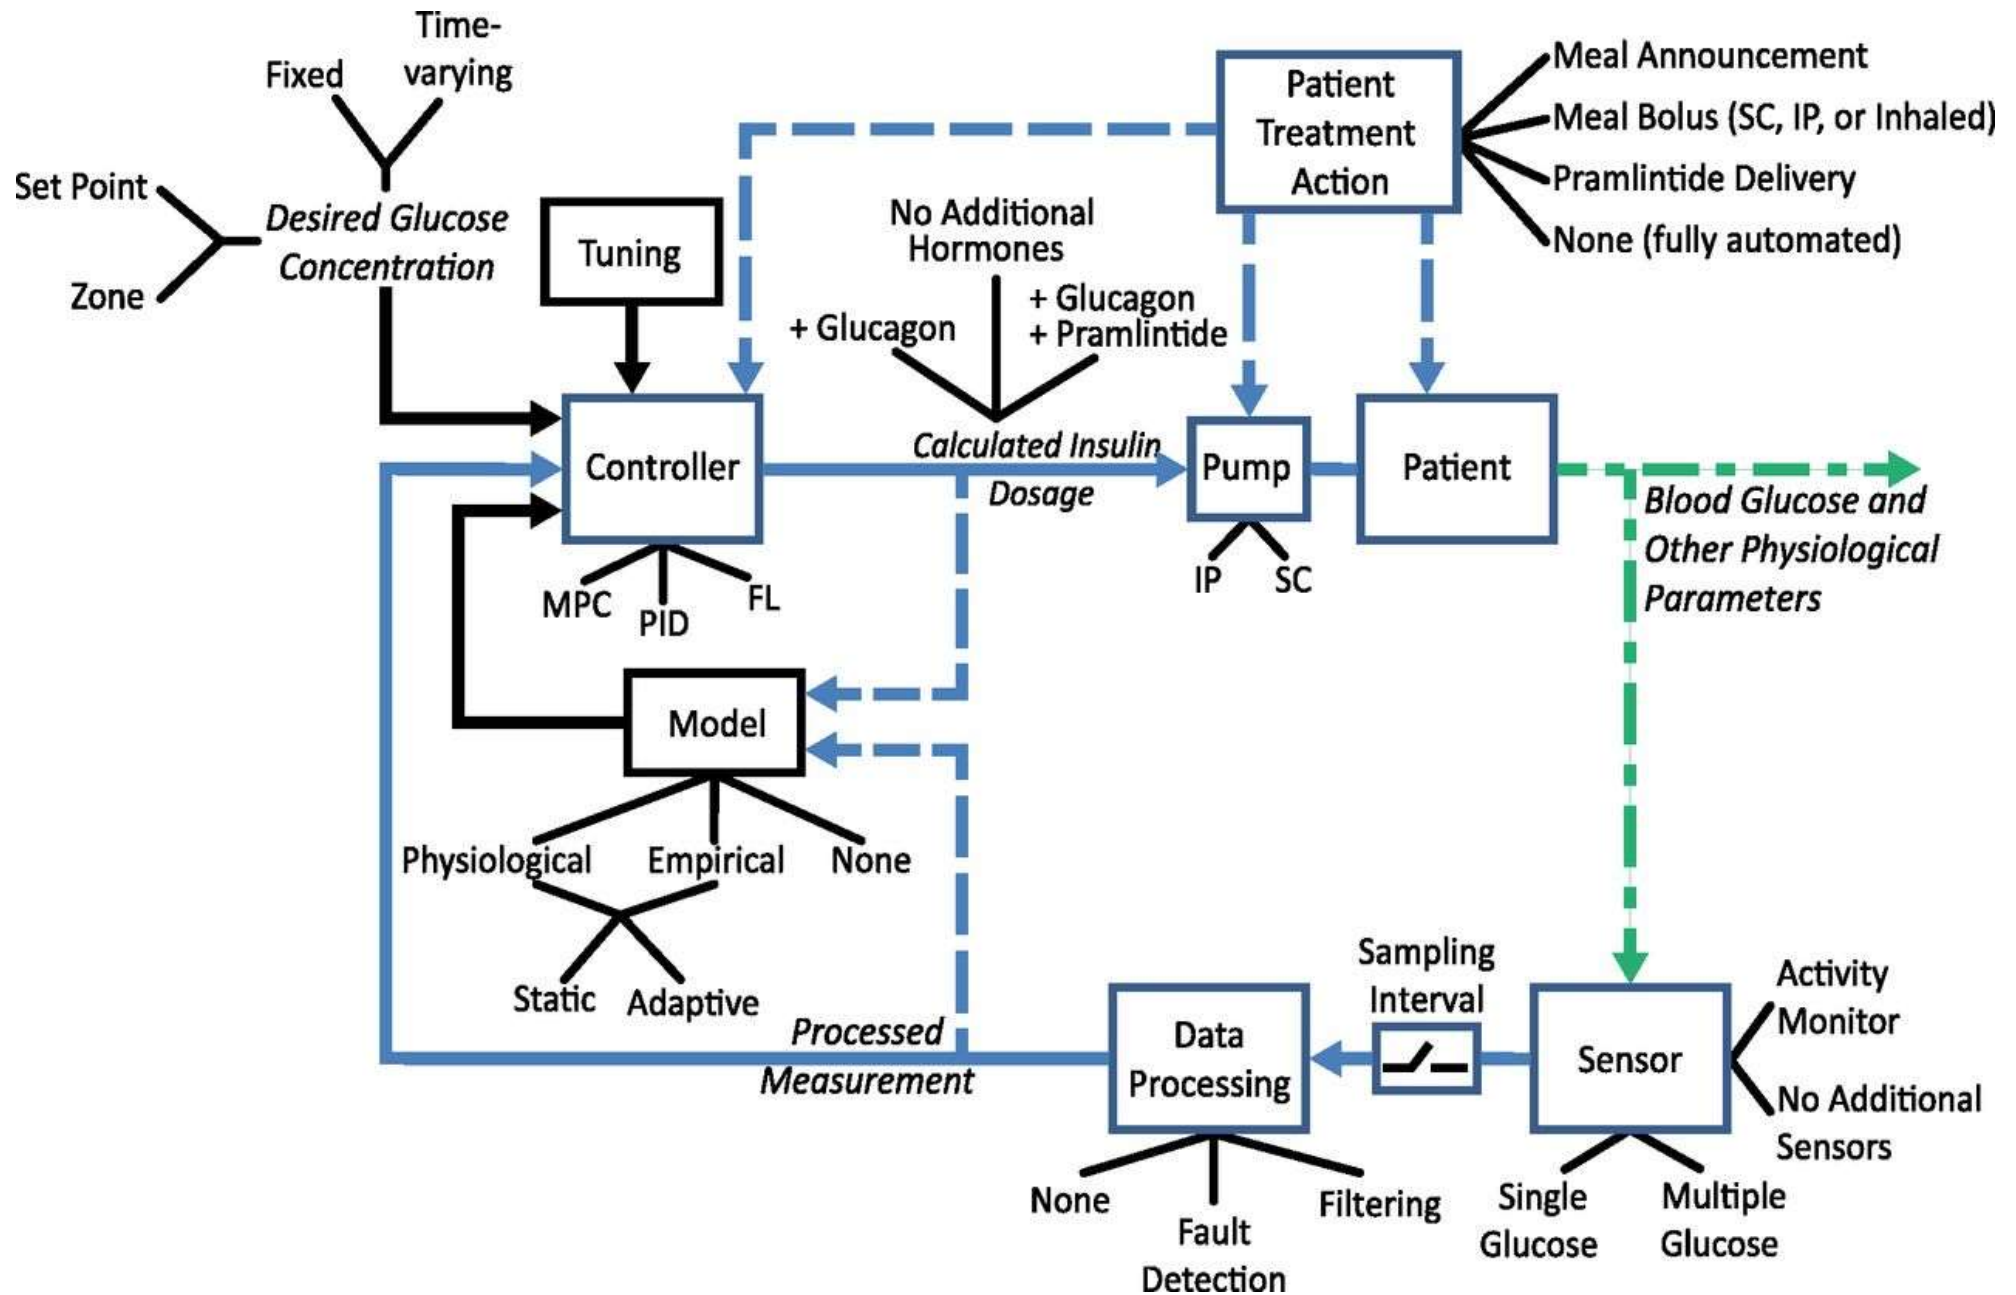 Time-
varying
Fixed
Set Point
Zone
Desired Glucose
Concentration
Tuning
No Additional
Hormones
+ Glucagon
+ Glucagon
+ Pramlintide
Patient
Treatment
Action
Meal Announcement
Meal Bolus (SC, IP, or Inhaled)
Pramlintide Delivery
None (fully automated)
Controller
MPC
PID
FL
Calculated Insulin
Dosage
Pump
IP
SC
Patient
Blood Glucose and
Other Physiological
Parameters
Model
Physiological
Empirical
None
Static
Adaptive
Processed
Measurement
Data
Processing
None
Fault
Detection
Filtering
Sampling
Interval
Sensor
Activity
Monitor
No Additional
Sensors
Single
Glucose
Multiple
Glucose